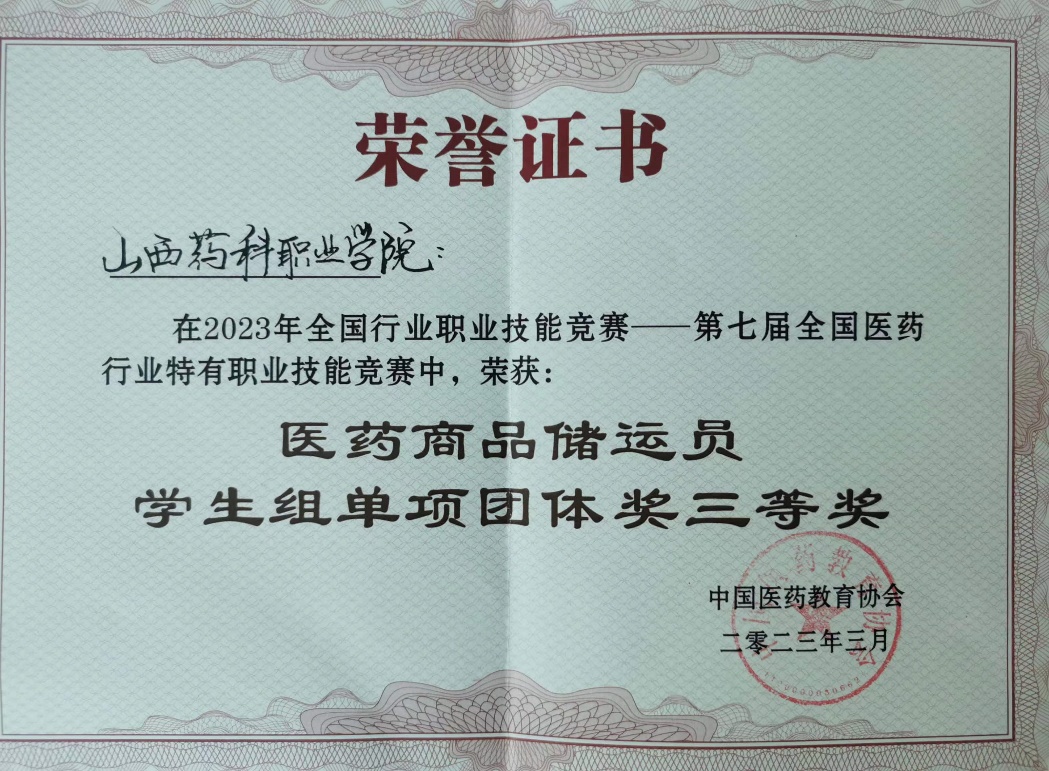 荣誉证书
山西药科职业学院：
在2023年全国行业职业技能竞赛——第七届全国医药
行业特有职业技能竞赛中，荣获：
医药商品储运员
学生组单项团体奖三等奖
中国医药教育协会
二零二三年三月